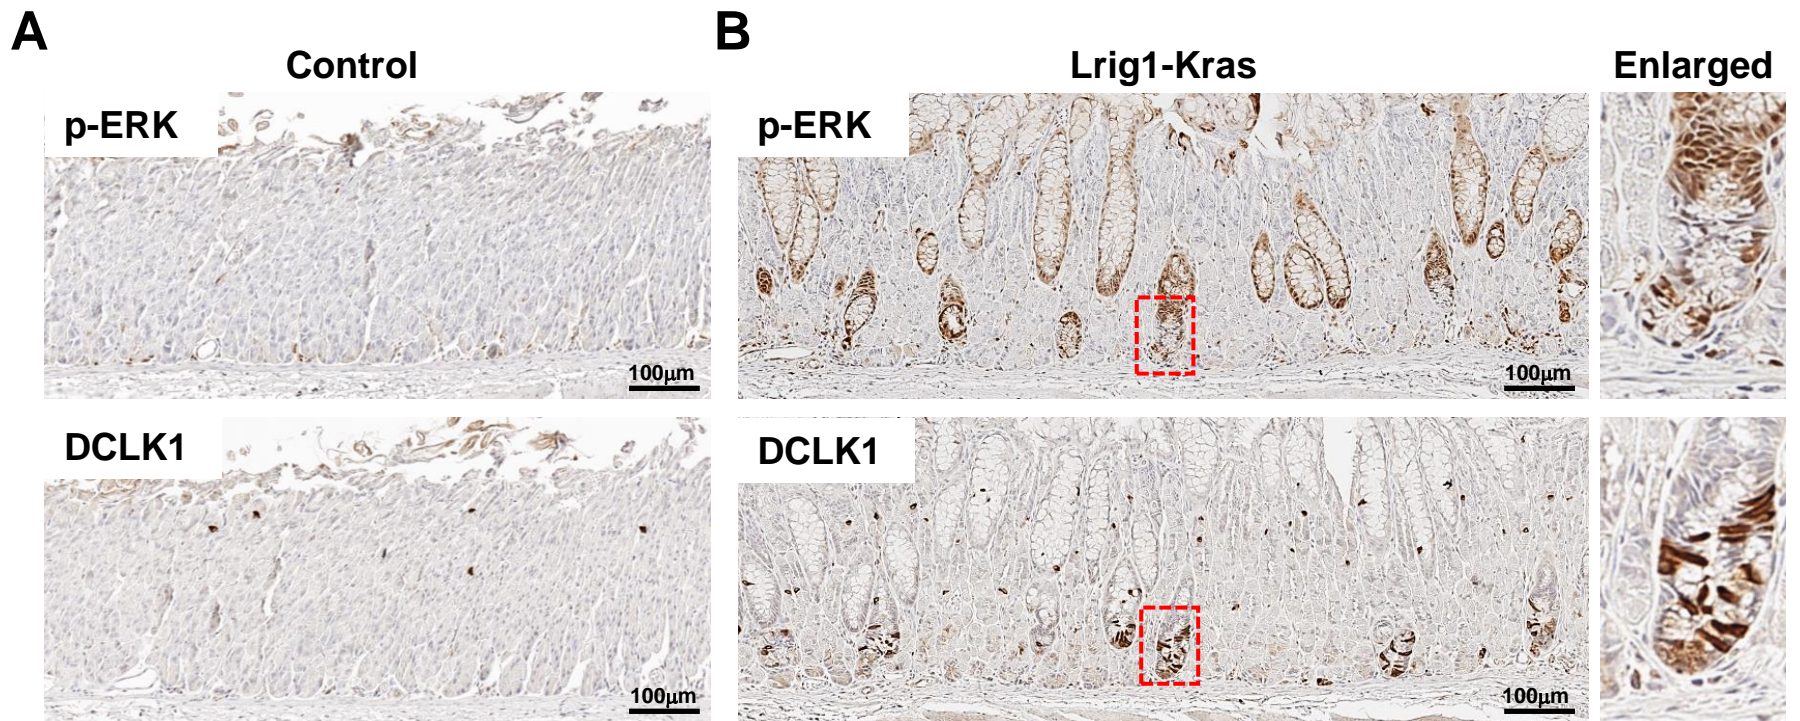 A
B
Control
Lrig1-Kras
Enlarged
p-ERK
p-ERK
100μm
100μm
DCLK1
DCLK1
100μm
100μm